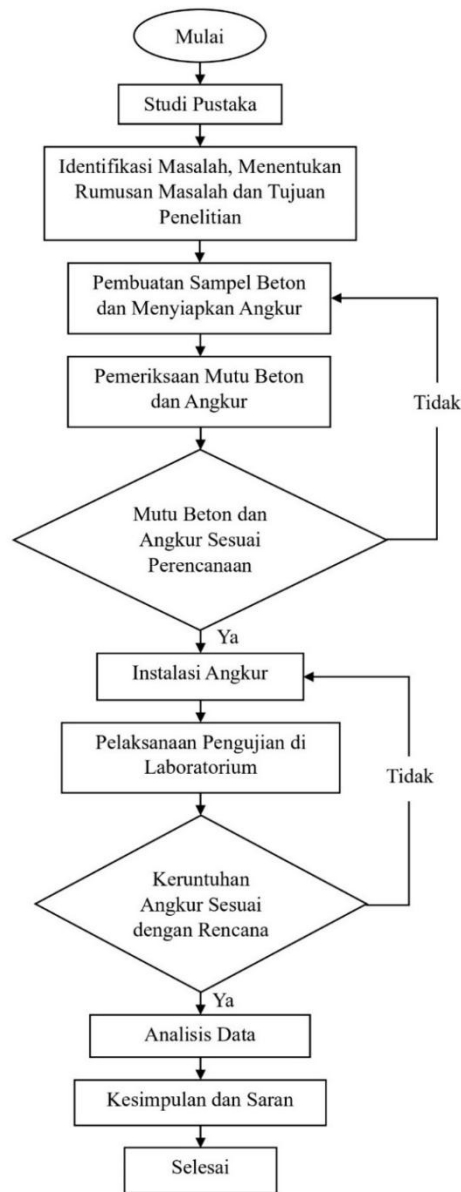 Mulai
Studi Pustaka
Identifikasi Masalah, Menentukan
Rumusan Masalah dan Tujuan
Penelitian
Pembuatan Sampel Beton
dan Menyiapkan Angkur
Pemeriksaan Mutu Beton
dan Angkur
Tidak
Mutu Beton dan
Angkur Sesuai
Perencanaan
Ya
Instalasi Angkur
Pelaksanaan Pengujian di
Laboratorium
Tidak
Keruntuhan
Angkur Sesuai
dengan Rencana
Ya
Analisis Data
Kesimpulan dan Saran
Selesai